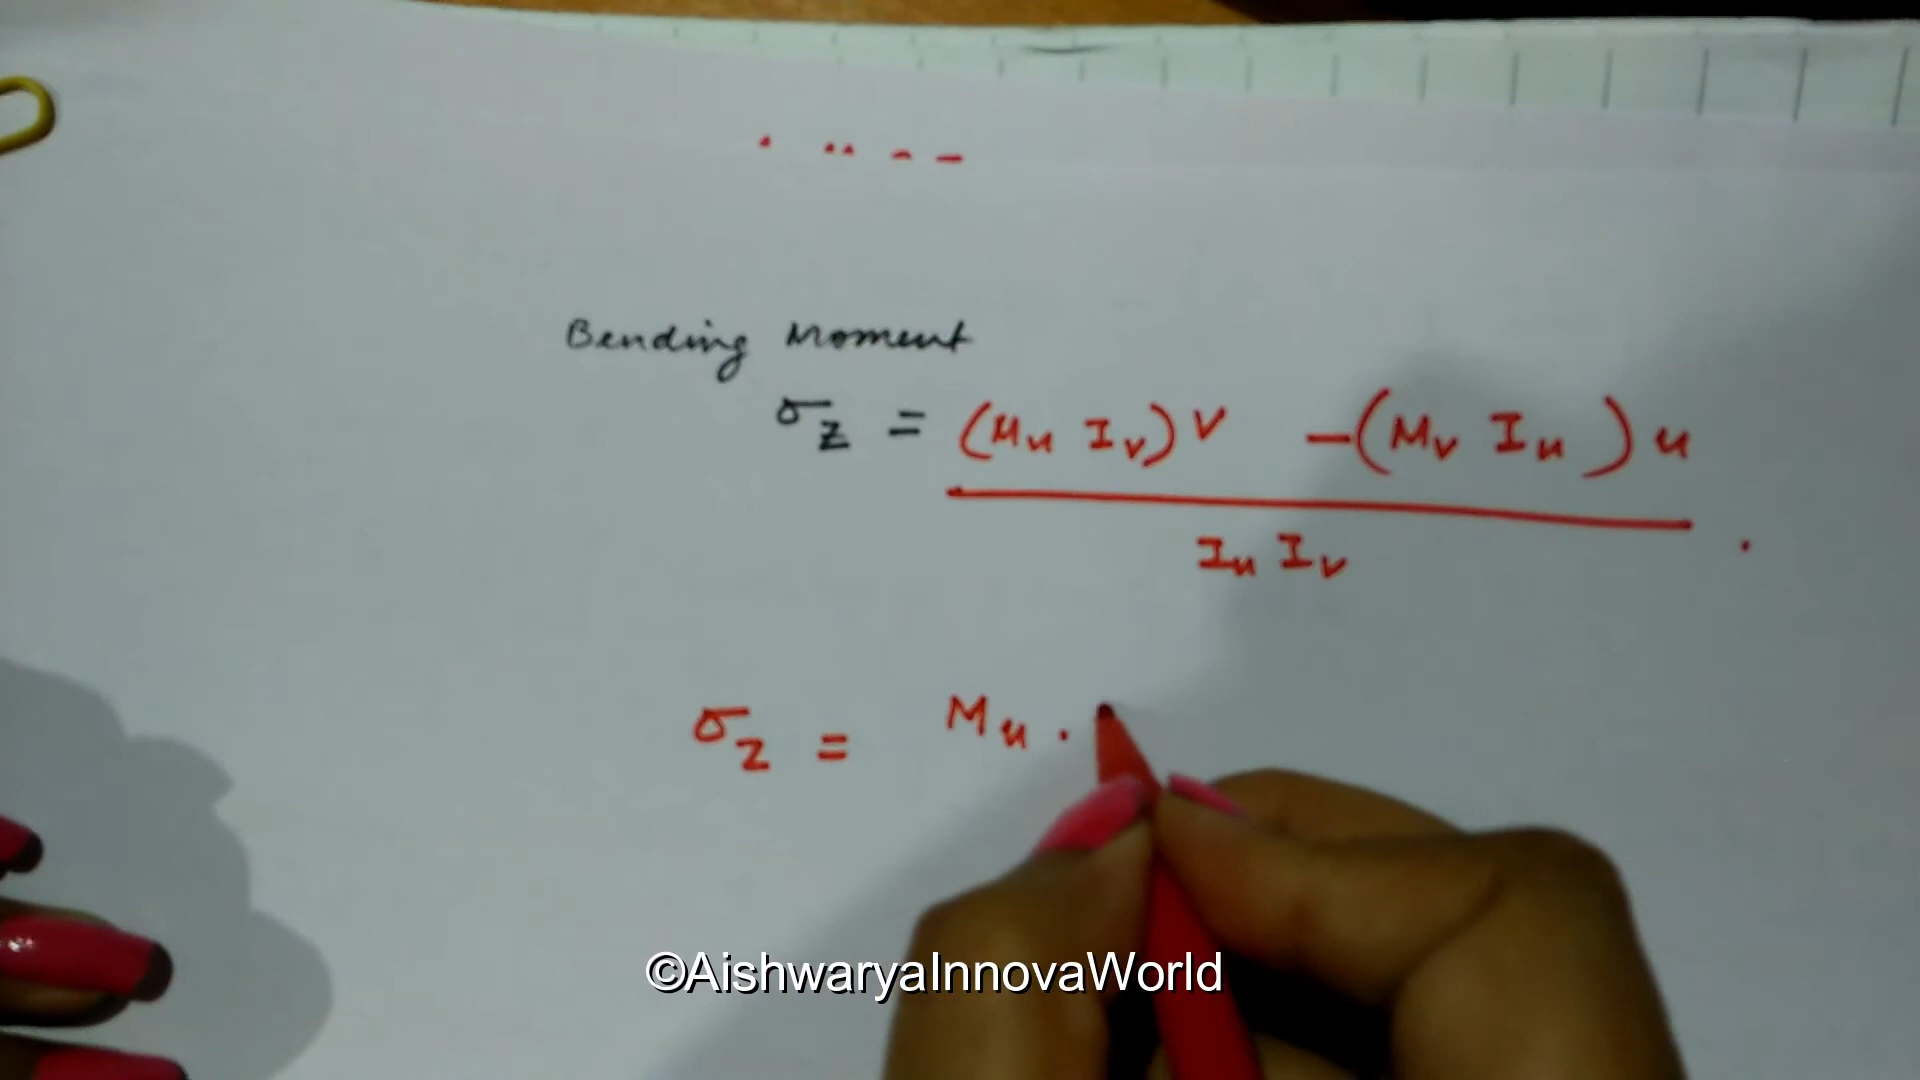 Bending Moment
σz = (Mu Iv) v - (Mv Iu) u
Iu Iv .
σz = Mu .
©AishwaryaInnovaWorld